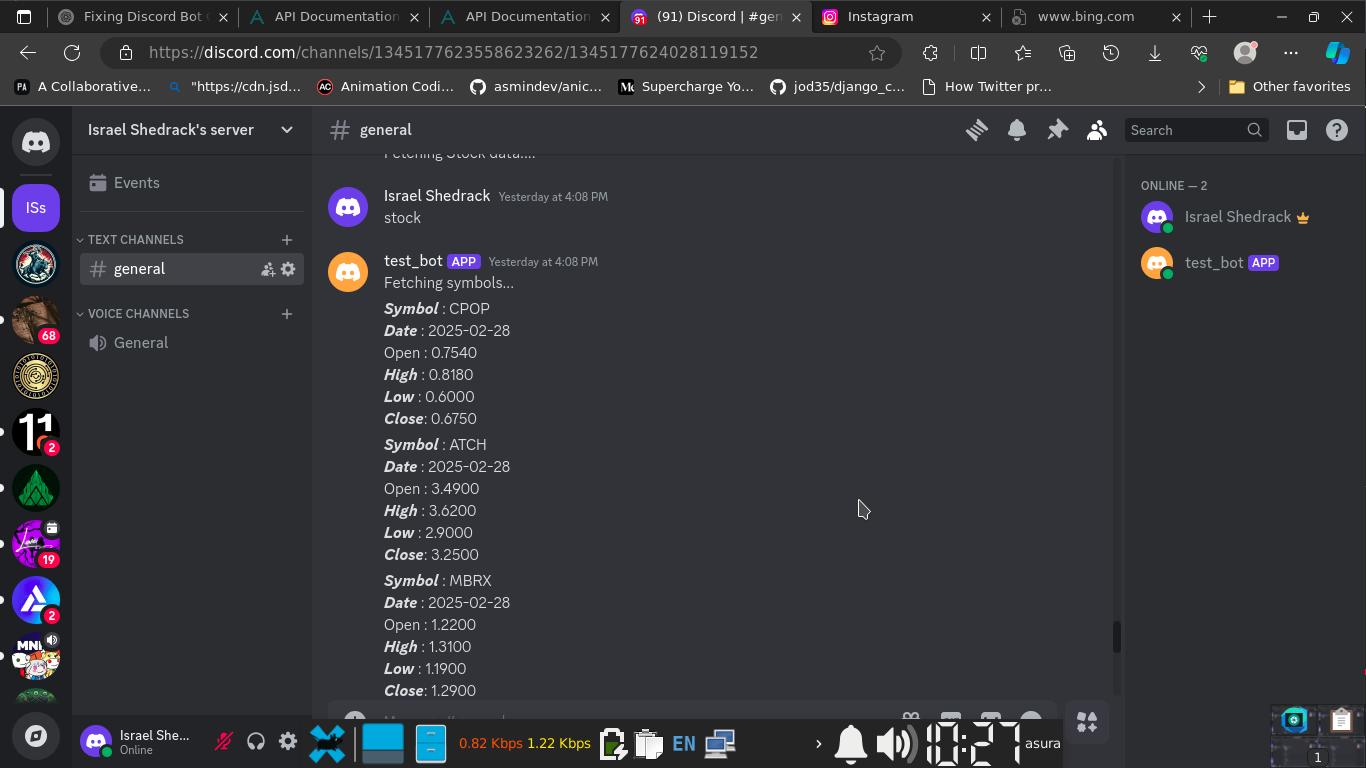 Fixing Discord Bot
API Documentation
API Documentation
(91) Discord | #gen
Instagram
www.bing.com
https://discord.com/channels/1345177623558623262/1345177624028119152
A Collaborative...
"https://cdn.jsd...
Animation Codi...
asmindev/anic...
Supercharge Yo...
jod35/django_c...
How Twitter pr...
Other favorites
Israel Shedrack's server
# general
Search
Events
TEXT CHANNELS
# general
VOICE CHANNELS
General
ISs
68
11
2
19
2
MNI
Fetching Stock data....
Israel Shedrack Yesterday at 4:08 PM
stock
test_bot APP Yesterday at 4:08 PM
Fetching symbols...
Symbol : CPOP
Date : 2025-02-28
Open : 0.7540
High : 0.8180
Low : 0.6000
Close: 0.6750
Symbol : ATCH
Date : 2025-02-28
Open : 3.4900
High : 3.6200
Low : 2.9000
Close: 3.2500
Symbol : MBRX
Date : 2025-02-28
Open : 1.2200
High : 1.3100
Low : 1.1900
Close: 1.2900
ONLINE — 2
Israel Shedrack
test_bot APP
Israel She...
Online
0.82 Kbps 1.22 Kbps
EN
10:27
asura
1